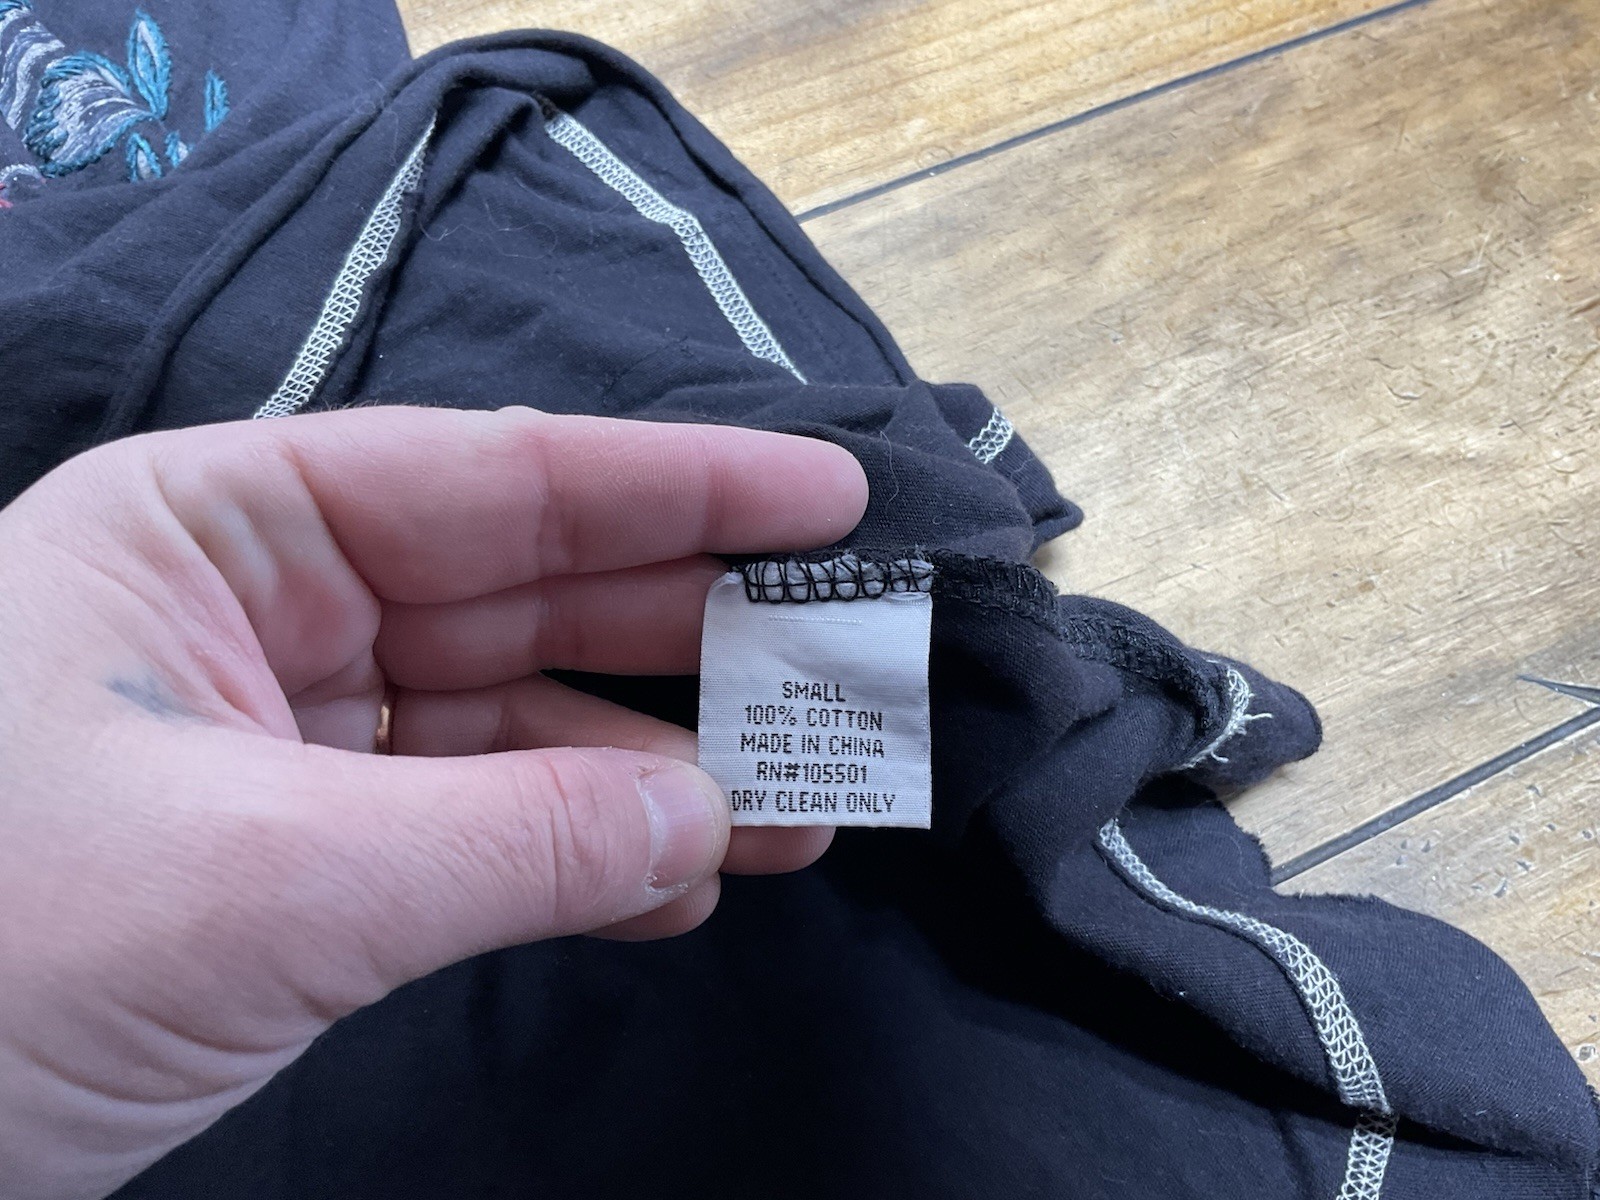 SMALL
100% COTTON
MADE IN CHINA
RN#105501
DRY CLEAN ONLY